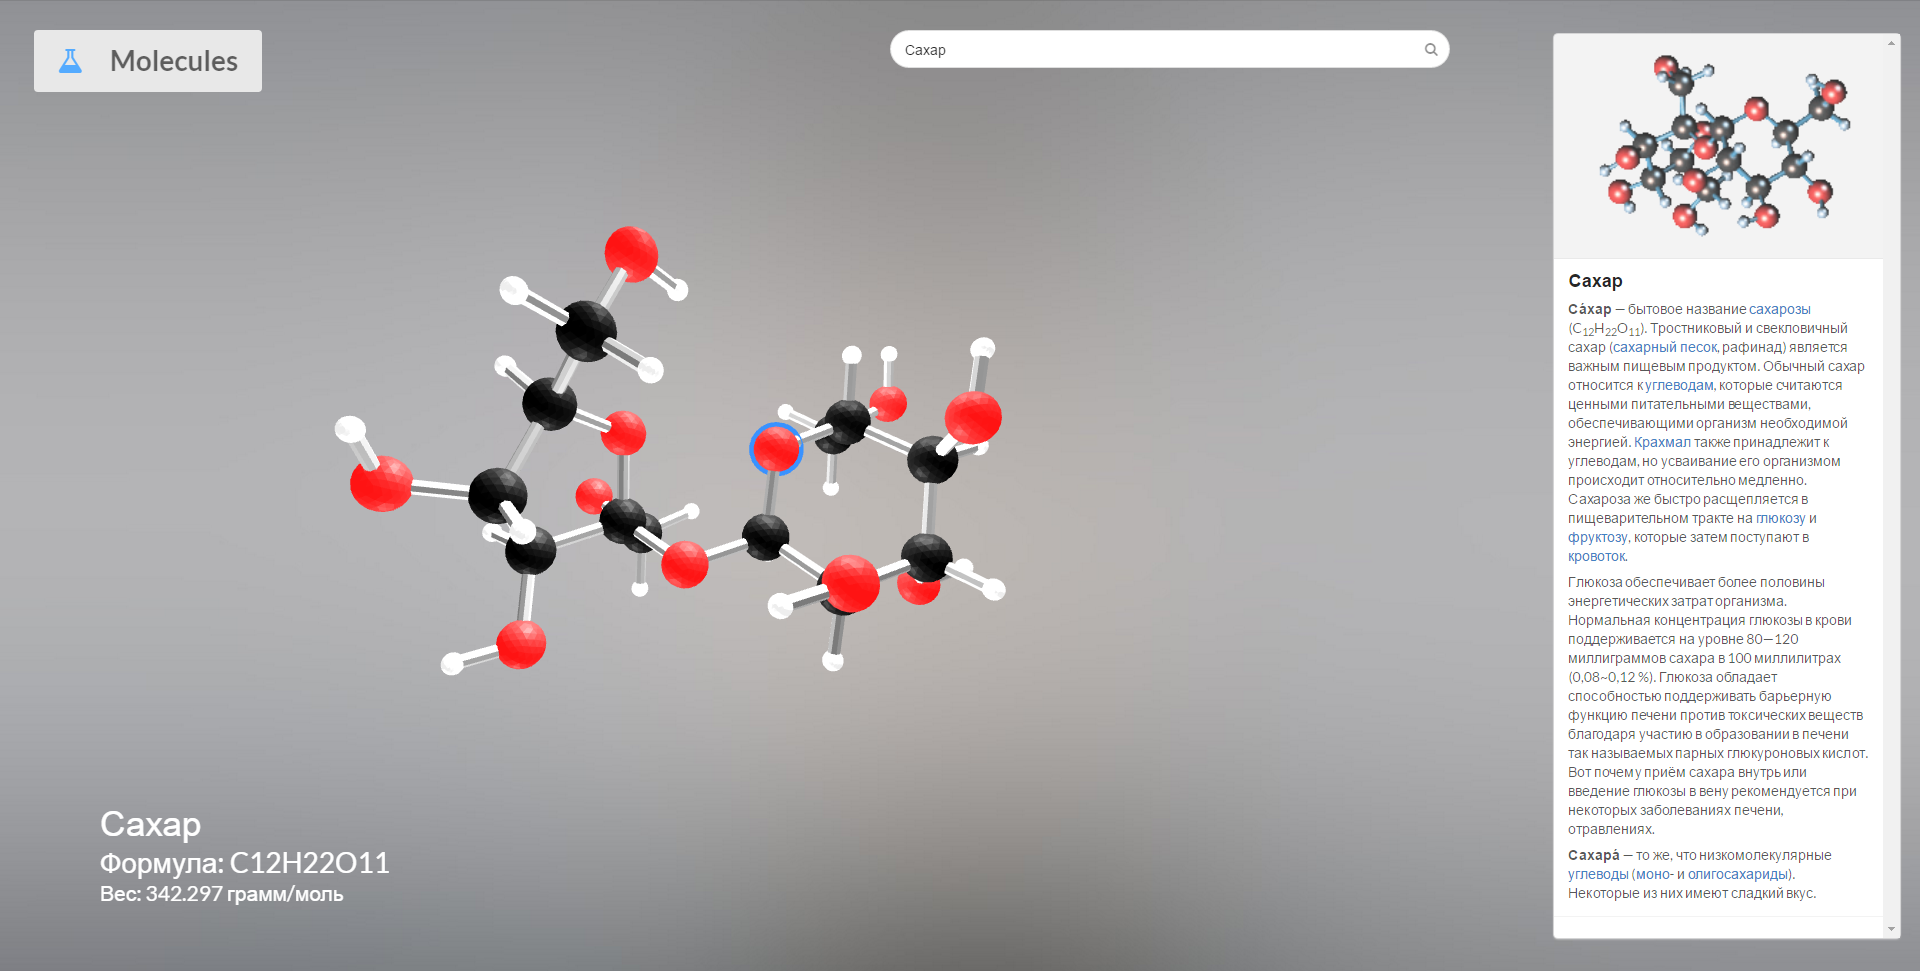 Molecules
Сахар
Сахар
Са́хар — бытовое название сахарозы
(C12H22O11). Тростниковый и свекловичный
сахар (сахарный песок, рафинад) является
важным пищевым продуктом. Обычный сахар
относится к углеводам, которые считаются
ценными питательными веществами,
обеспечивающими организм необходимой
энергией. Крахмал также принадлежит к
углеводам, но усваивание его организмом
происходит относительно медленно.
Сахароза же быстро расщепляется в
пищеварительном тракте на глюкозу и
фруктозу, которые затем поступают в
кровоток.
Глюкоза обеспечивает более половины
энергетических затрат организма.
Нормальная концентрация глюкозы в крови
поддерживается на уровне 80—120
миллиграммов сахара в 100 миллилитрах
(0,08~0,12 %). Глюкоза обладает
способностью поддерживать барьерную
функцию печени против токсических веществ
благодаря участию в образовании в печени
так называемых парных глюкуроновых кислот.
Вот почему приём сахара внутрь или
введение глюкозы в вену рекомендуется при
некоторых заболеваниях печени,
отравлениях.
Сахара́ — то же, что низкомолекулярные
углеводы (моно- и олигосахариды).
Некоторые из них имеют сладкий вкус.
Сахар
Формула: C12H22O11
Вес: 342.297 грамм/моль